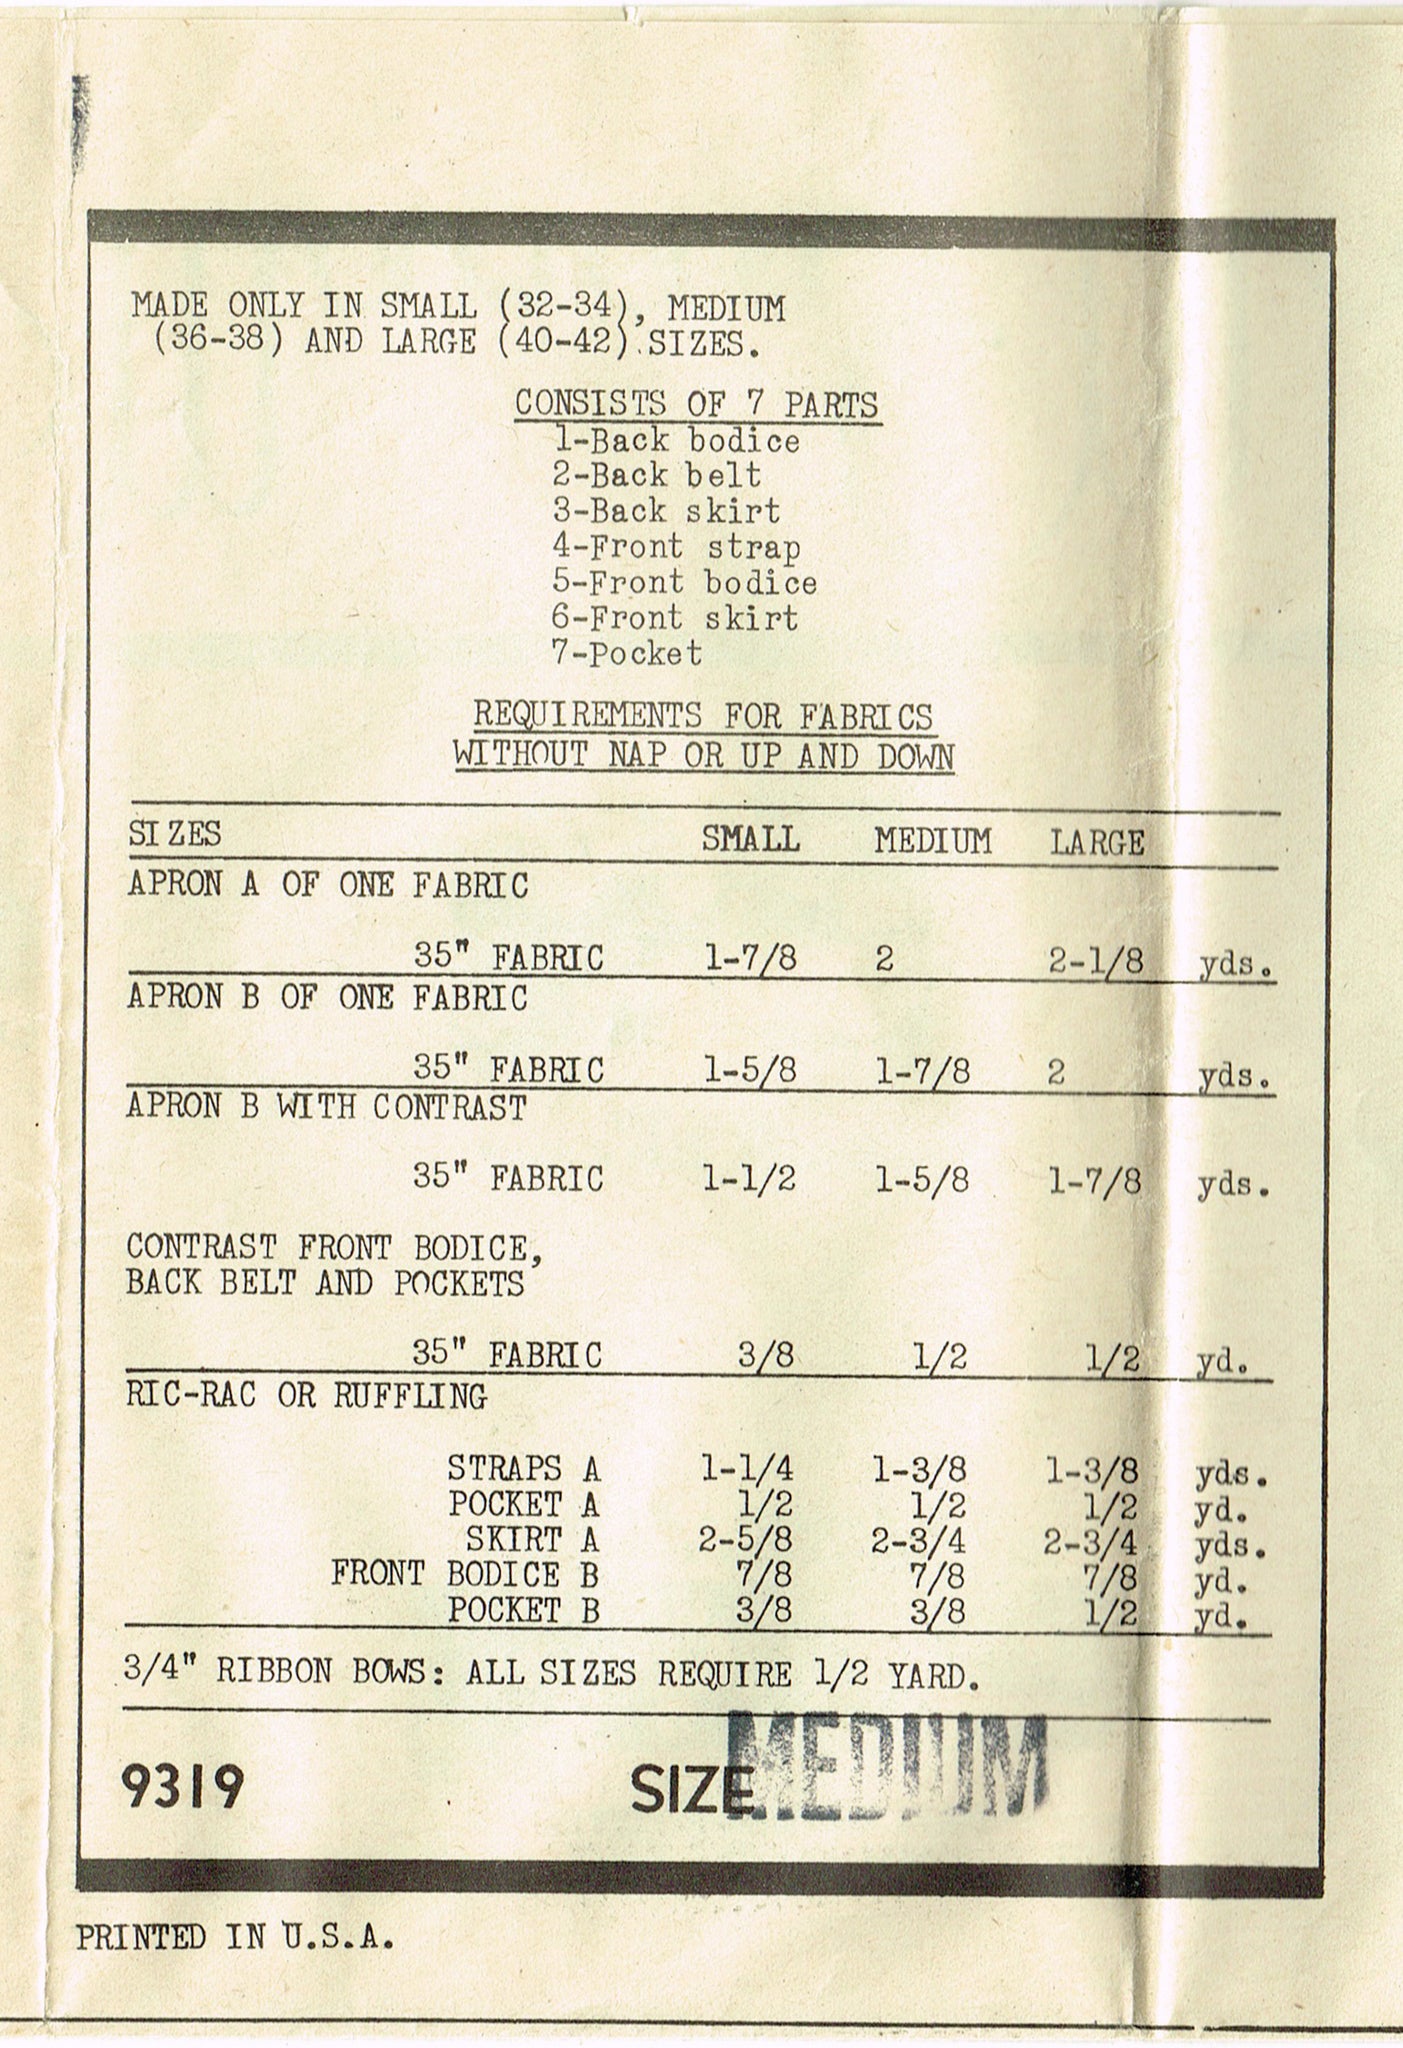 MADE ONLY IN SMALL (32-34), MEDIUM
(36-38) AND LARGE (40-42) SIZES.
CONSISTS OF 7 PARTS
1-Back bodice
2-Back belt
3-Back skirt
4-Front strap
5-Front bodice
6-Front skirt
7-Pocket
REQUIREMENTS FOR FABRICS
WITHOUT NAP OR UP AND DOWN
SIZES SMALL MEDIUM LARGE
APRON A OF ONE FABRIC
35" FABRIC 1-7/8 2 2-1/8 yds.
APRON B OF ONE FABRIC
35" FABRIC 1-5/8 1-7/8 2 yds.
APRON B WITH CONTRAST
35" FABRIC 1-1/2 1-5/8 1-7/8 yds.
CONTRAST FRONT BODICE,
BACK BELT AND POCKETS
35" FABRIC 3/8 1/2 1/2 yd.
RIC-RAC OR RUFFLING
STRAPS A 1-1/4 1-3/8 1-3/8 yds.
POCKET A 1/2 1/2 1/2 yd.
SKIRT A 2-5/8 2-3/4 2-3/4 yds.
FRONT BODICE B 7/8 7/8 7/8 yd.
POCKET B 3/8 3/8 1/2 yd.
3/4" RIBBON BOWS: ALL SIZES REQUIRE 1/2 YARD.
9319 SIZE MEDIUM
PRINTED IN U.S.A.